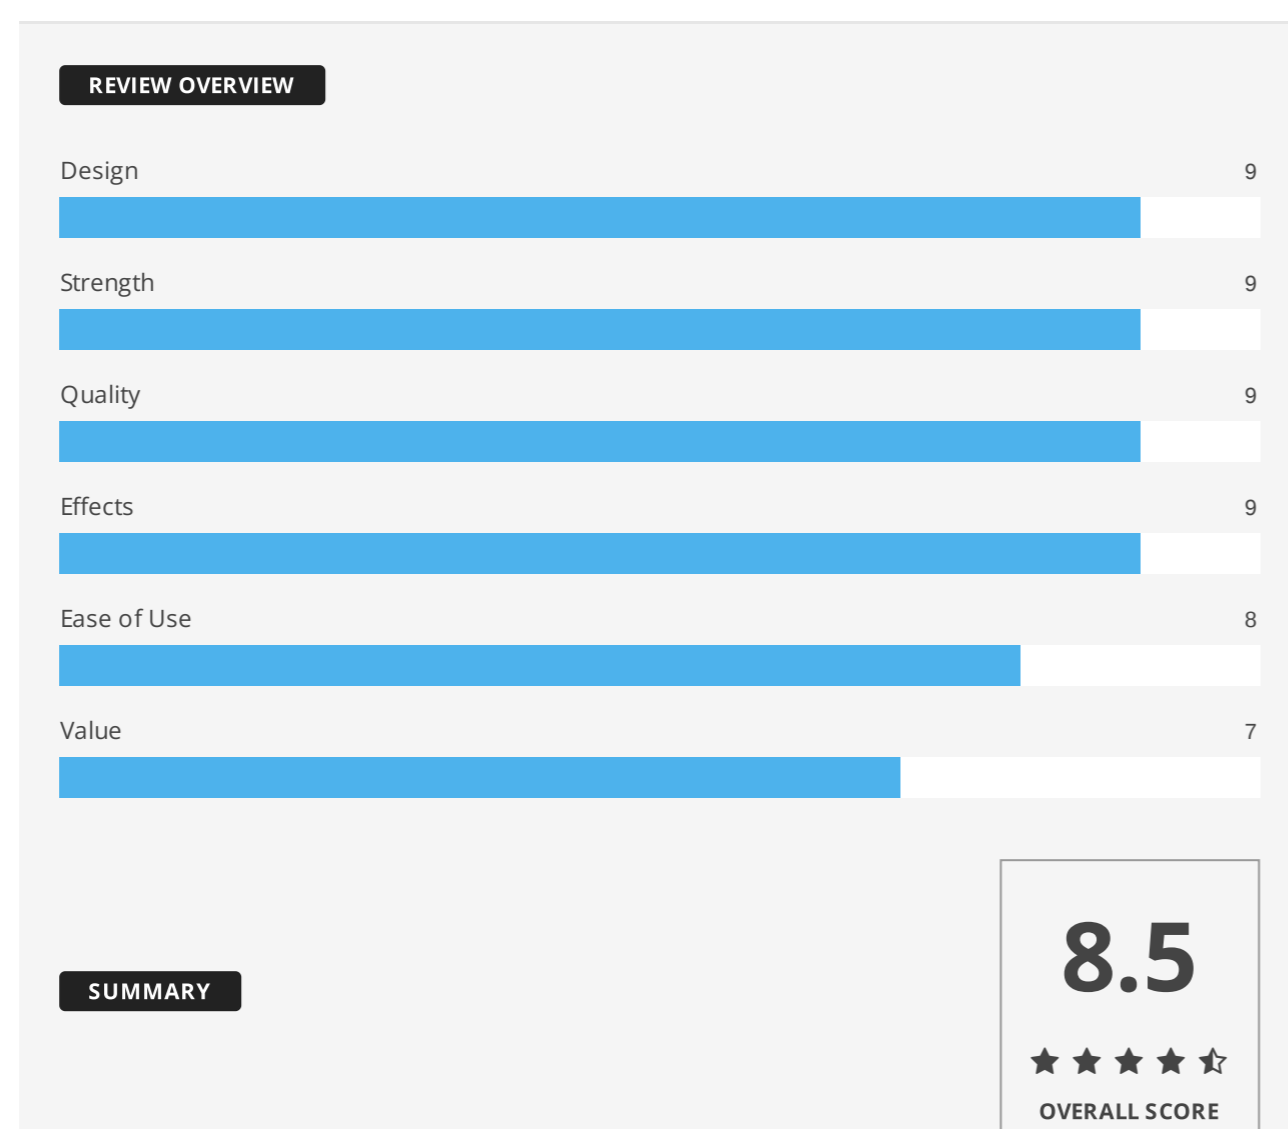 REVIEW OVERVIEW
Design 9
Strength 9
Quality 9
Effects 9
Ease of Use 8
Value 7
8.5
SUMMARY
OVERALL SCORE